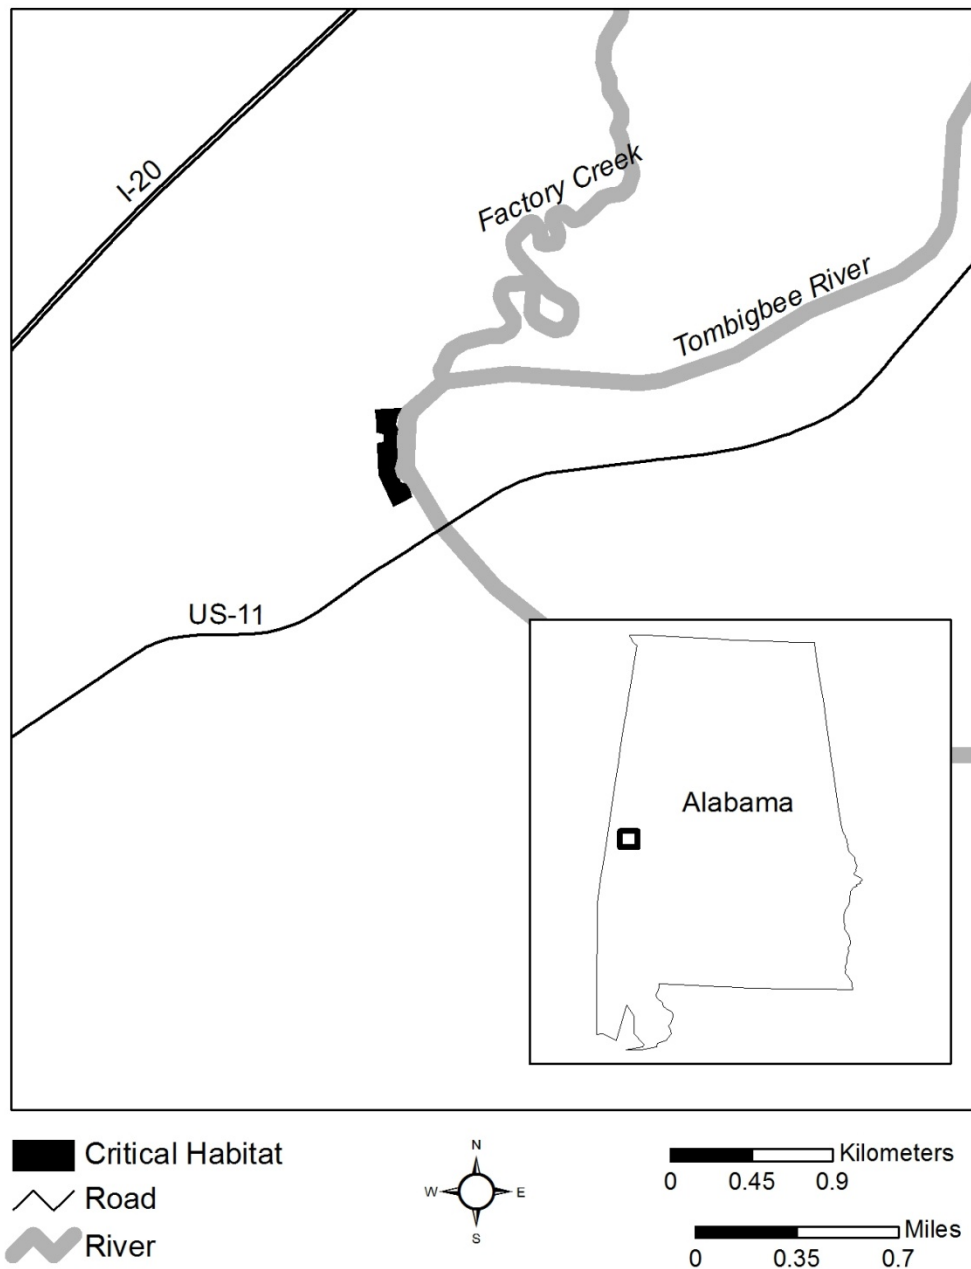 I-20
Factory Creek
Tombigbee River
US-11
Alabama
Critical Habitat
Road
River
N
W E
S
Kilometers
0 0.45 0.9
Miles
0 0.35 0.7